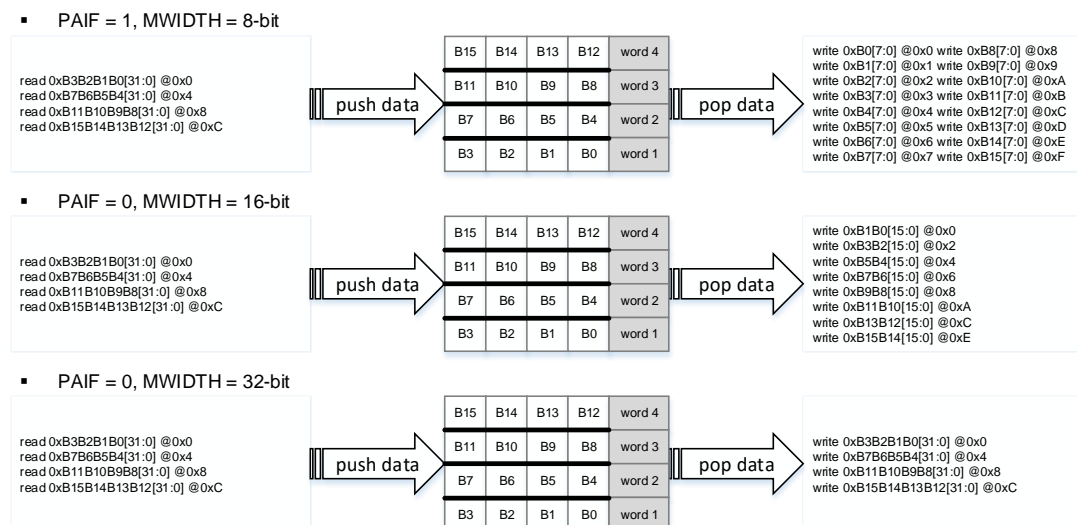 ▪ PAIF = 1, MWIDTH = 8-bit
read 0xB3B2B1B0[31:0] @0x0
read 0xB7B6B5B4[31:0] @0x4
read 0xB11B10B9B8[31:0] @0x8
read 0xB15B14B13B12[31:0] @0xC
push data
B15 B14 B13 B12 word 4
B11 B10 B9 B8 word 3
B7 B6 B5 B4 word 2
B3 B2 B1 B0 word 1
pop data
write 0xB0[7:0] @0x0 write 0xB8[7:0] @0x8
write 0xB1[7:0] @0x1 write 0xB9[7:0] @0x9
write 0xB2[7:0] @0x2 write 0xB10[7:0] @0xA
write 0xB3[7:0] @0x3 write 0xB11[7:0] @0xB
write 0xB4[7:0] @0x4 write 0xB12[7:0] @0xC
write 0xB5[7:0] @0x5 write 0xB13[7:0] @0xD
write 0xB6[7:0] @0x6 write 0xB14[7:0] @0xE
write 0xB7[7:0] @0x7 write 0xB15[7:0] @0xF
▪ PAIF = 0, MWIDTH = 16-bit
read 0xB3B2B1B0[31:0] @0x0
read 0xB7B6B5B4[31:0] @0x4
read 0xB11B10B9B8[31:0] @0x8
read 0xB15B14B13B12[31:0] @0xC
push data
B15 B14 B13 B12 word 4
B11 B10 B9 B8 word 3
B7 B6 B5 B4 word 2
B3 B2 B1 B0 word 1
pop data
write 0xB1B0[15:0] @0x0
write 0xB3B2[15:0] @0x2
write 0xB5B4[15:0] @0x4
write 0xB7B6[15:0] @0x6
write 0xB9B8[15:0] @0x8
write 0xB11B10[15:0] @0xA
write 0xB13B12[15:0] @0xC
write 0xB15B14[15:0] @0xE
▪ PAIF = 0, MWIDTH = 32-bit
read 0xB3B2B1B0[31:0] @0x0
read 0xB7B6B5B4[31:0] @0x4
read 0xB11B10B9B8[31:0] @0x8
read 0xB15B14B13B12[31:0] @0xC
push data
B15 B14 B13 B12 word 4
B11 B10 B9 B8 word 3
B7 B6 B5 B4 word 2
B3 B2 B1 B0 word 1
pop data
write 0xB3B2B1B0[31:0] @0x0
write 0xB7B6B5B4[31:0] @0x4
write 0xB11B10B9B8[31:0] @0x8
write 0xB15B14B13B12[31:0] @0xC